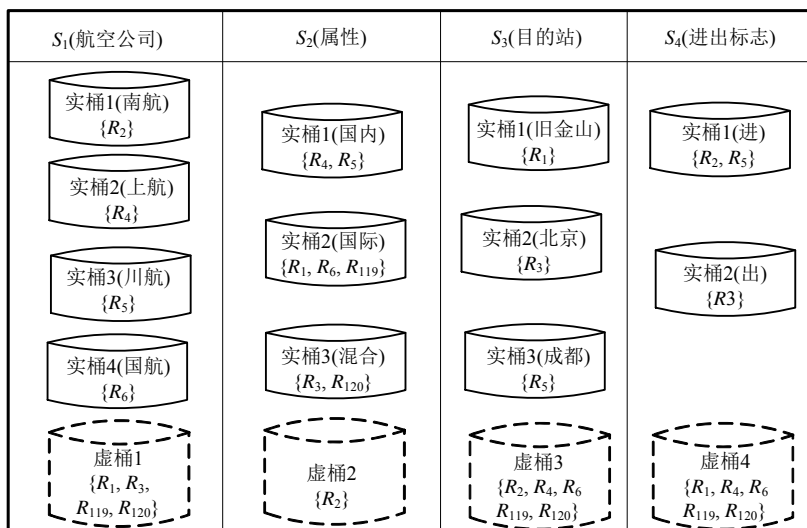 S₁(航空公司)
S₂(属性)
S₃(目的站)
S₄(进出标志)
实桶1(南航)
{R₂}
实桶2(上航)
{R₄}
实桶3(川航)
{R₅}
实桶4(国航)
{R₆}
虚桶1
{R₁, R₃,
R₁₁₉, R₁₂₀}
实桶1(国内)
{R₄, R₅}
实桶2(国际)
{R₁, R₆, R₁₁₉}
实桶3(混合)
{R₃, R₁₂₀}
虚桶2
{R₂}
实桶1(旧金山)
{R₁}
实桶2(北京)
{R₃}
实桶3(成都)
{R₅}
虚桶3
{R₂, R₄, R₆
R₁₁₉, R₁₂₀}
实桶1(进)
{R₂, R₅}
实桶2(出)
{R3}
虚桶4
{R₁, R₄, R₆
R₁₁₉, R₁₂₀}